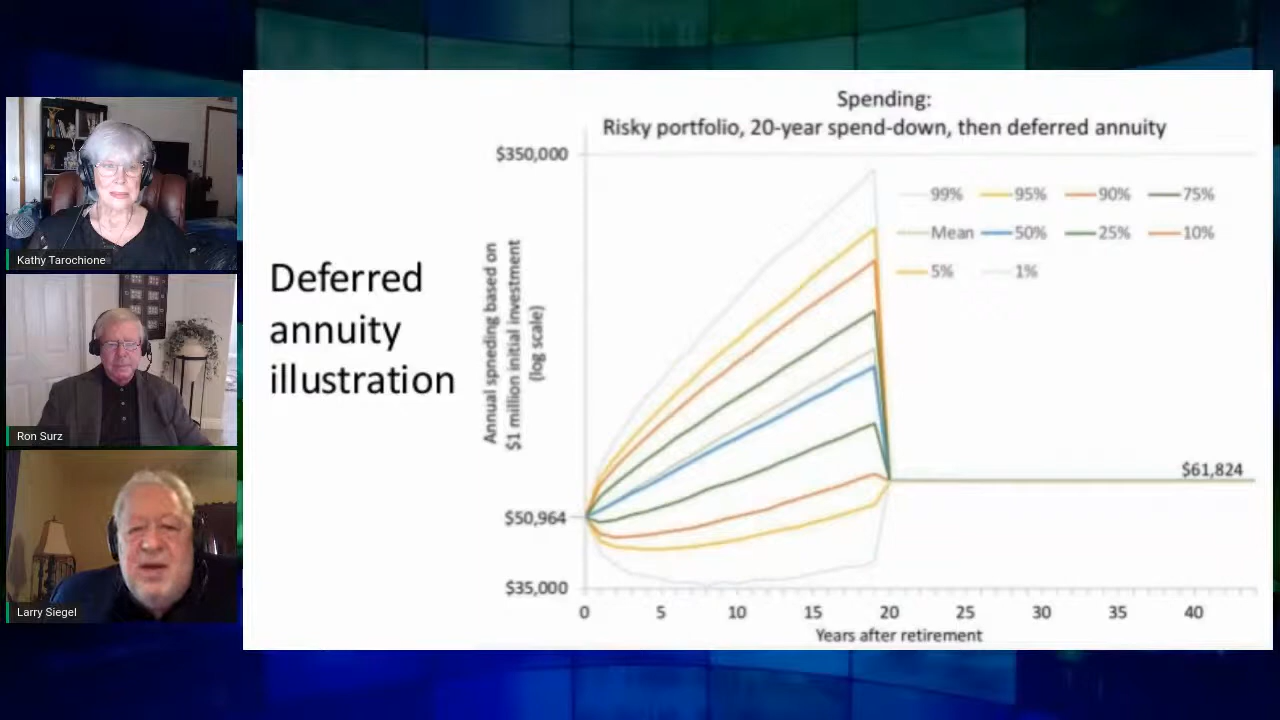 Kathy Tarochione
Ron Surz
Larry Siegel
Deferred
annuity
illustration
Spending:
Risky portfolio, 20-year spend-down, then deferred annuity
Annual spneding based on
$1 million initial investment
(log scale)
$350,000
$50,964
$35,000
99% 95% 90% 75%
Mean 50% 25% 10%
5% 1%
$61,824
0 5 10 15 20 25 30 35 40
Years after retirement